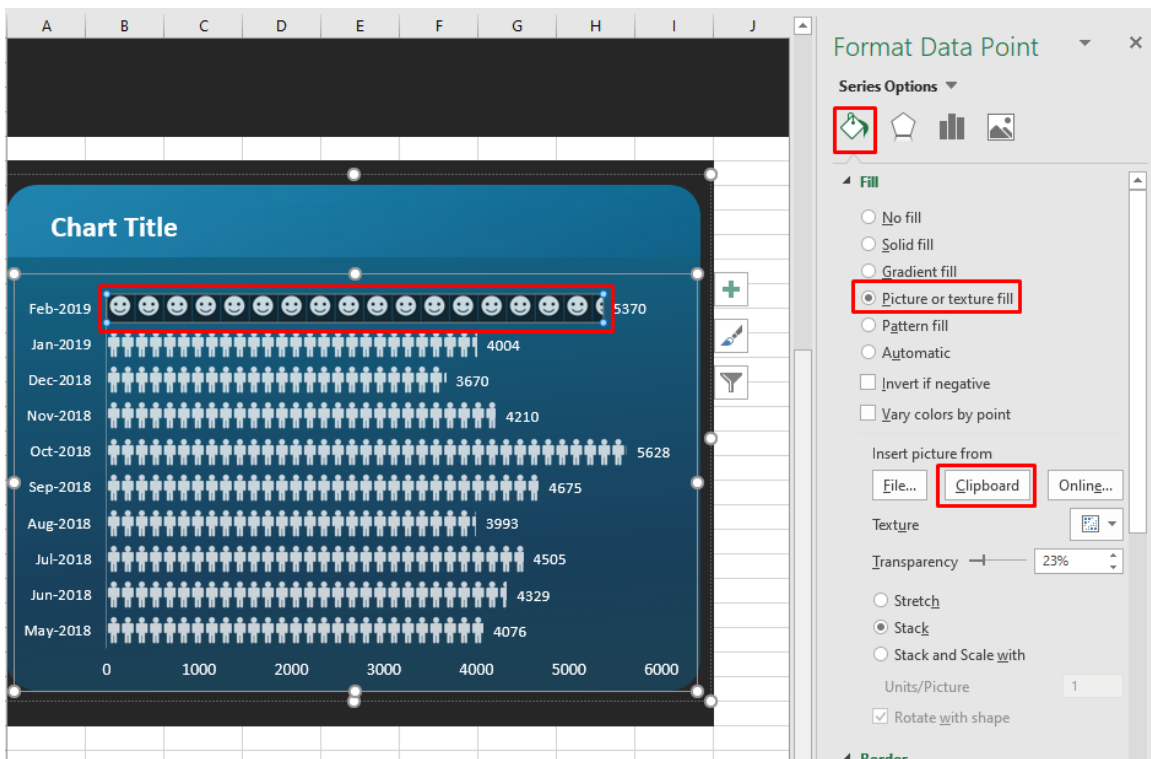 A B C D E F G H I J
Format Data Point
Series Options
Fill
No fill
Solid fill
Gradient fill
Picture or texture fill
Pattern fill
Automatic
Invert if negative
Vary colors by point
Insert picture from
File... Clipboard Online...
Texture
Transparency 23%
Stretch
Stack
Stack and Scale with
Units/Picture 1
Rotate with shape
Border
Chart Title
Feb-2019 5370
Jan-2019 4004
Dec-2018 3670
Nov-2018 4210
Oct-2018 5628
Sep-2018 4675
Aug-2018 3993
Jul-2018 4505
Jun-2018 4329
May-2018 4076
0 1000 2000 3000 4000 5000 6000